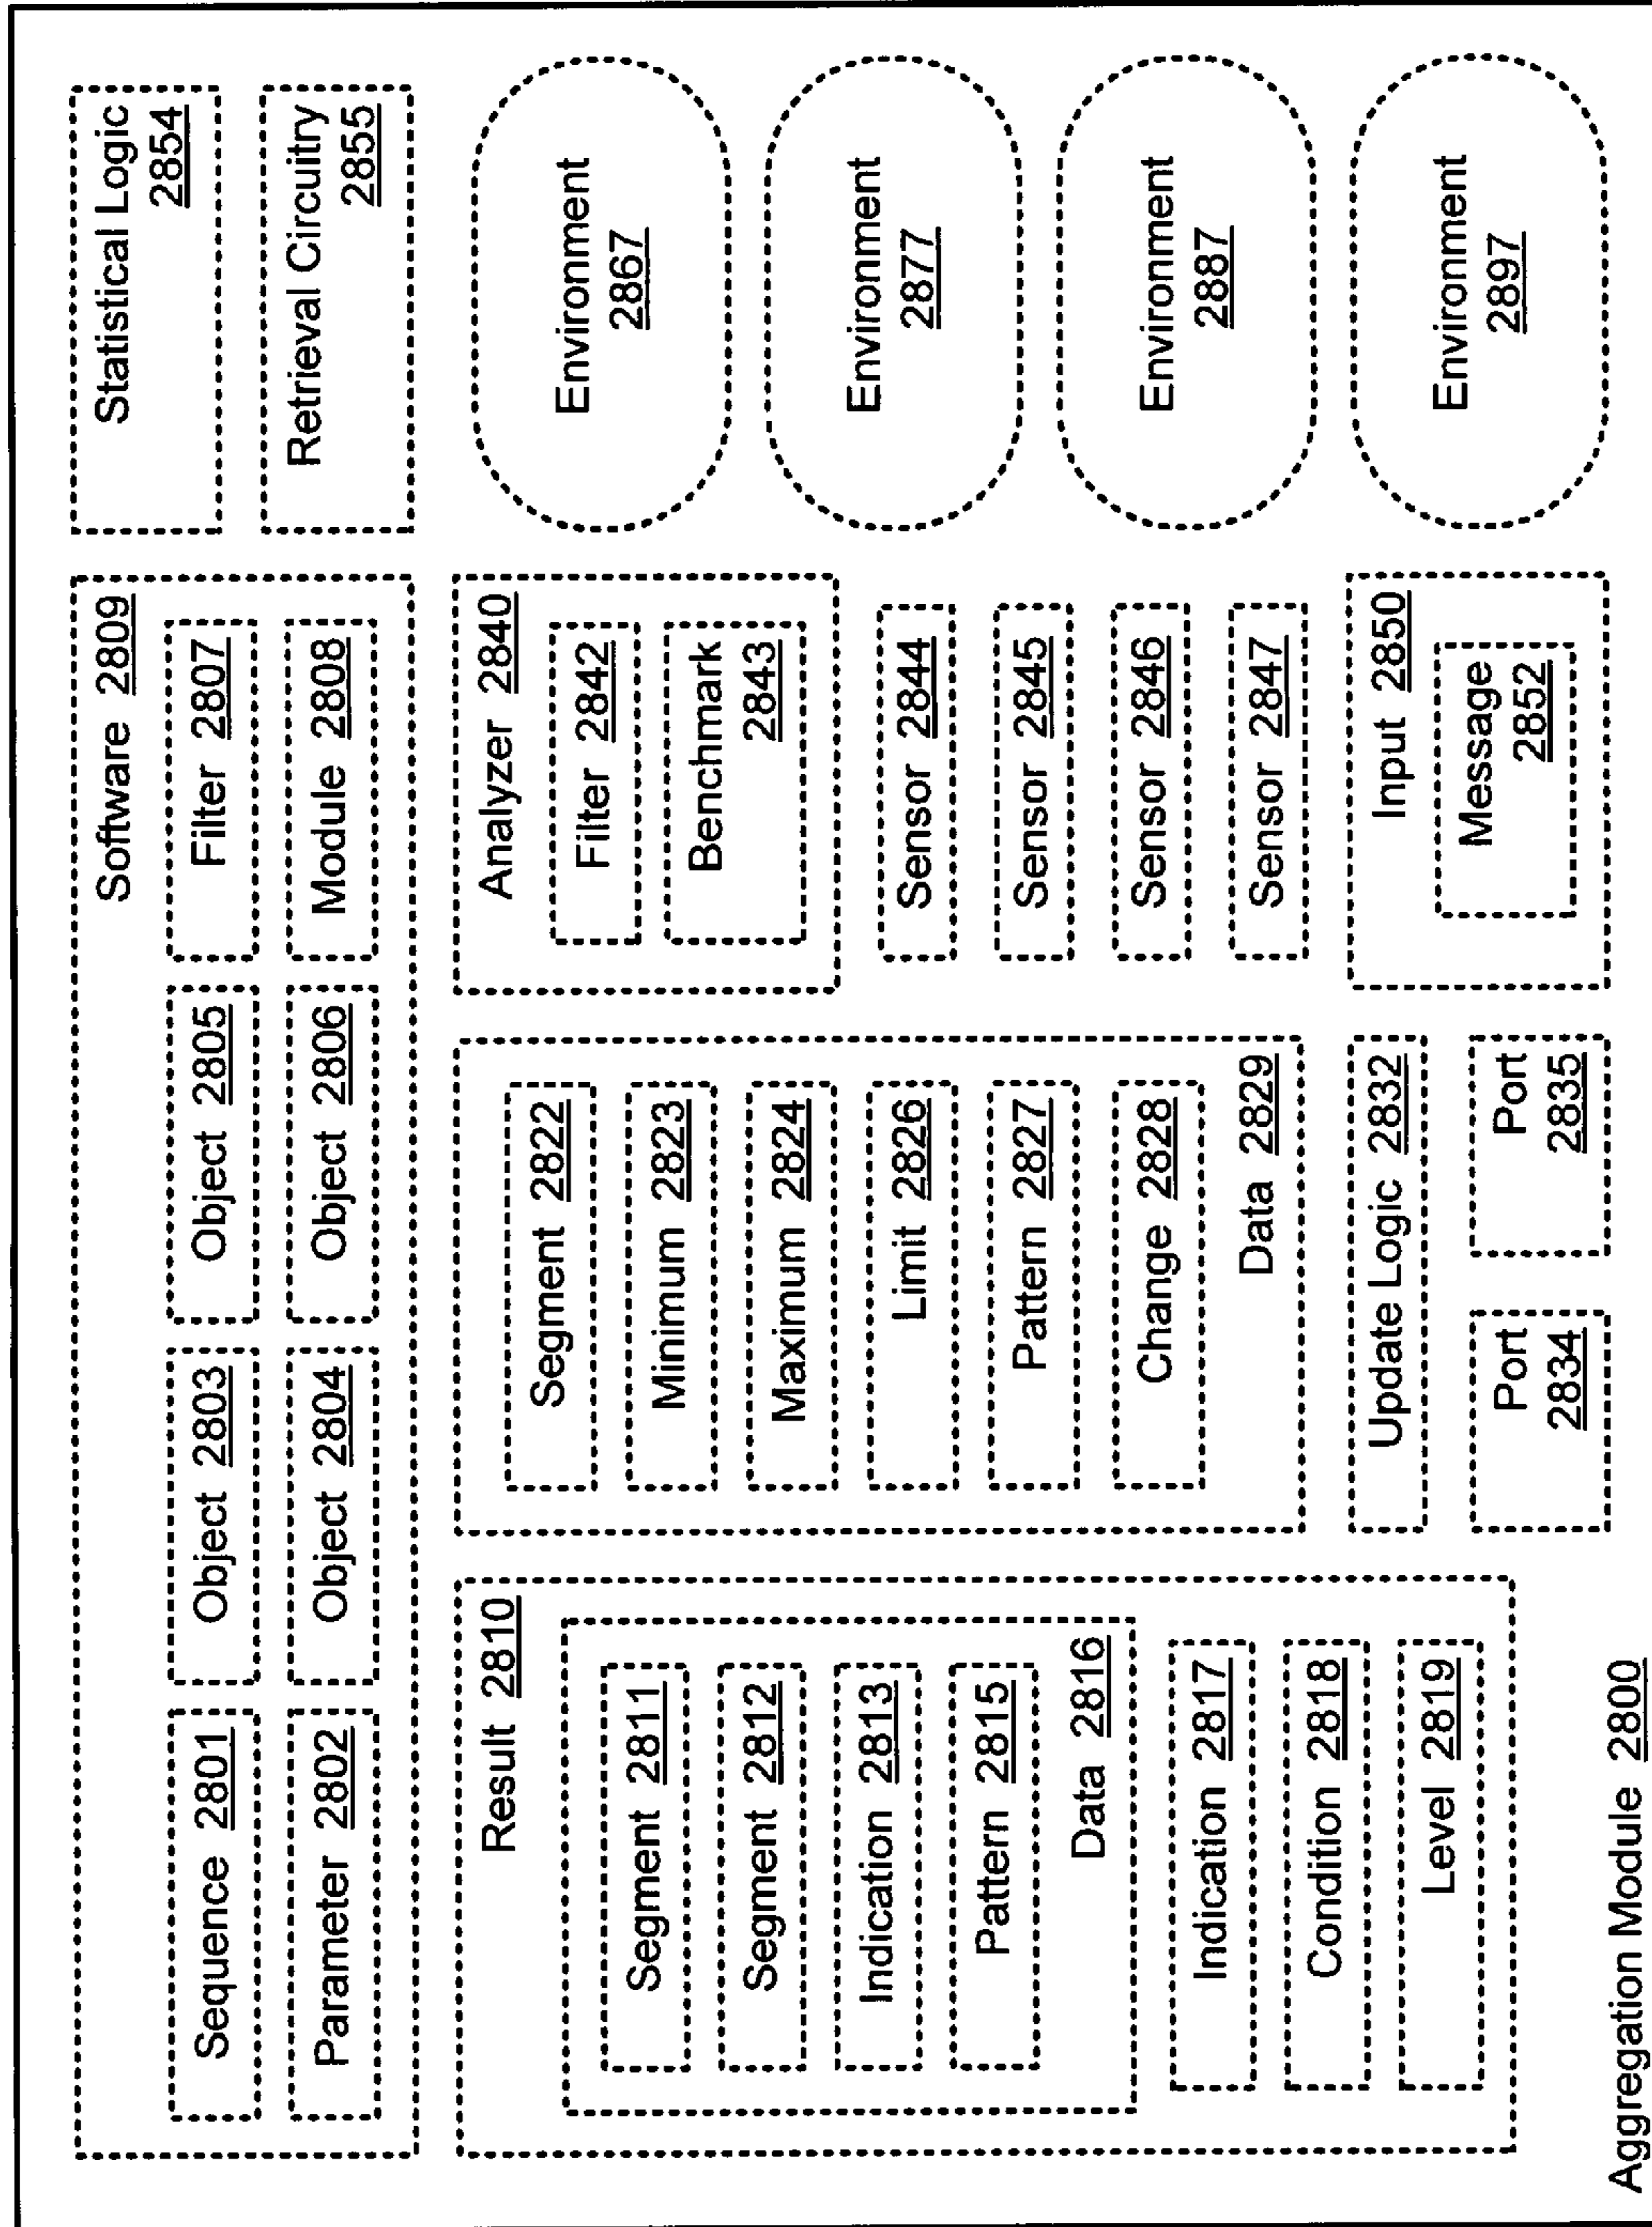 Software 2809
Sequence 2801
Object 2803
Object 2805
Filter 2807
Parameter 2802
Object 2804
Object 2806
Module 2808
Statistical Logic
2854
Retrieval Circuitry
2855
Result 2810
Segment 2811
Segment 2812
Indication 2813
Pattern 2815
Data 2816
Indication 2817
Condition 2818
Level 2819
Segment 2822
Minimum 2823
Maximum 2824
Limit 2826
Pattern 2827
Change 2828
Data 2829
Update Logic 2832
Port
2834
Port
2835
Analyzer 2840
Filter 2842
Benchmark
2843
Sensor 2844
Sensor 2845
Sensor 2846
Sensor 2847
Input 2850
Message
2852
Environment
2867
Environment
2877
Environment
2887
Environment
2897
Aggregation Module 2800